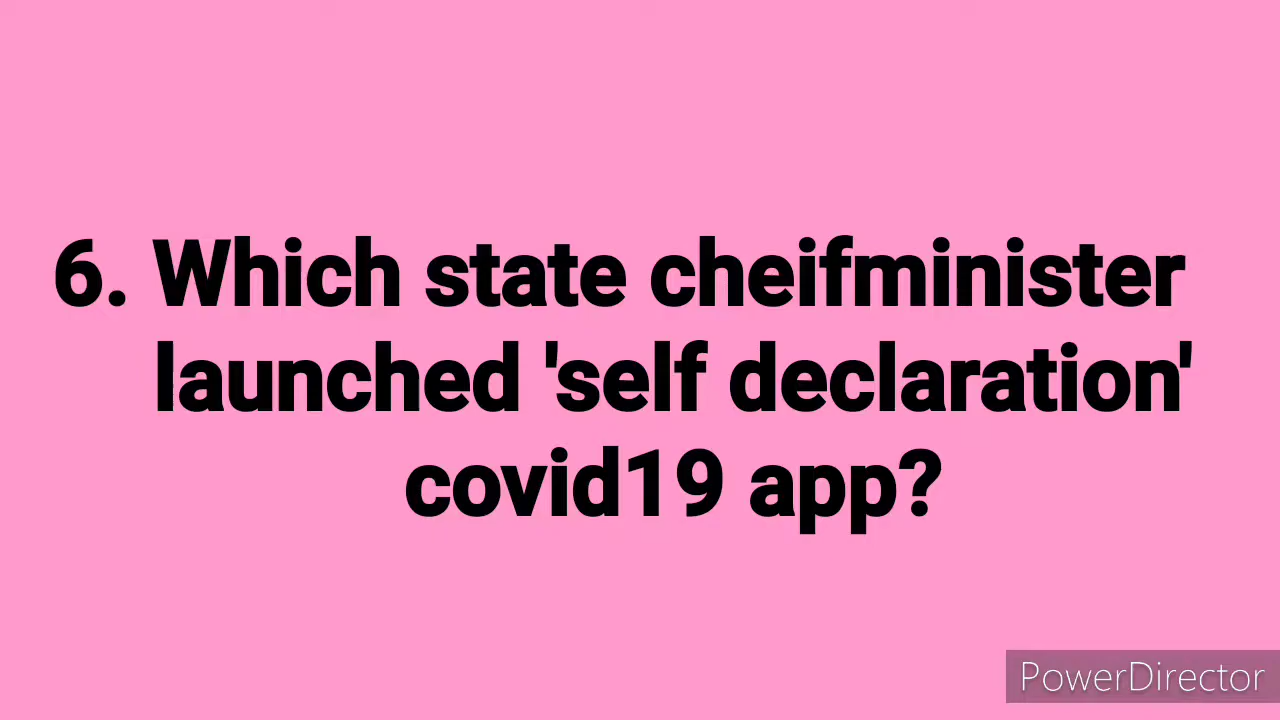 6. Which state cheifminister
launched 'self declaration'
covid19 app?
PowerDirector